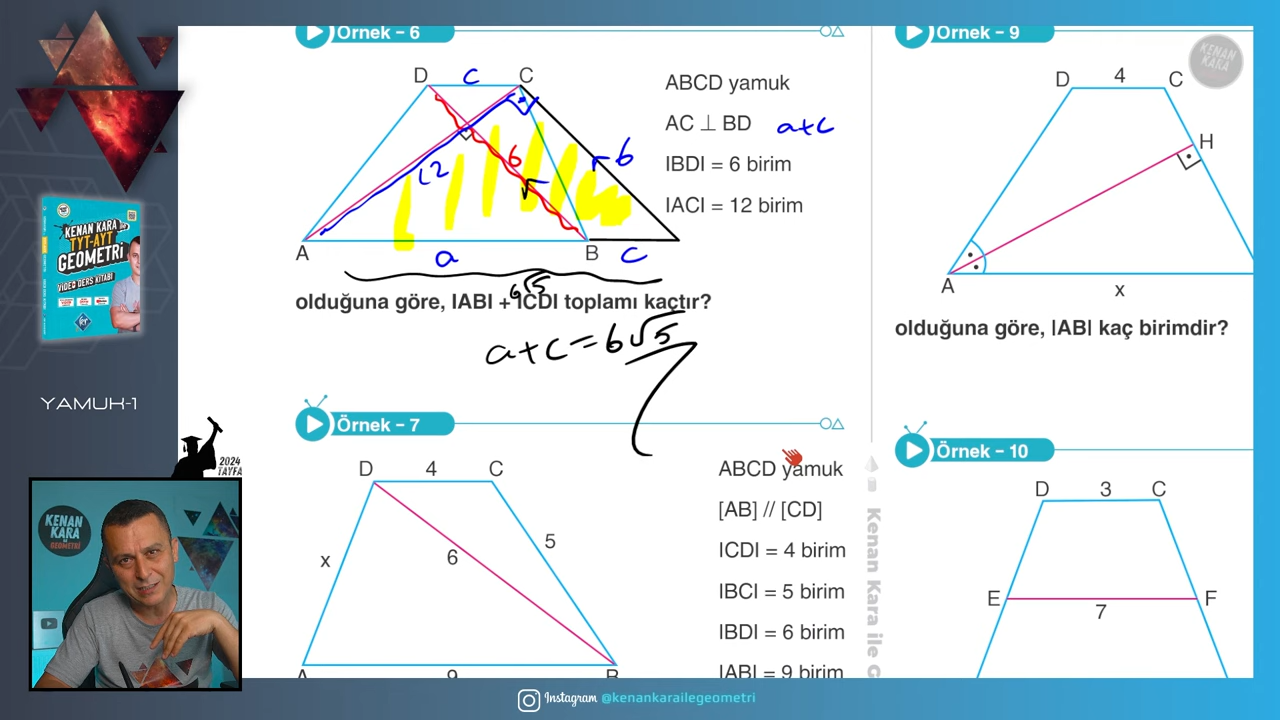 KENAN KARA
TYT-AYT
GEOMETRİ
VİDEO DERS KİTABI
YAMUK-1
2024
TAYFA
KENAN
KARA
GEOMETRİ
Örnek – 6
D
c
C
12
6
6
A
a
B
c
ABCD yamuk
AC ⊥ BD
a+c
IBDI = 6 birim
IACI = 12 birim
6√5
olduğuna göre, IABI + ICDI toplamı kaçtır?
a+c=6√5
Örnek – 7
D
4
C
x
6
5
A
9
B
ABCD yamuk
[AB] // [CD]
ICDI = 4 birim
IBCI = 5 birim
IBDI = 6 birim
IABI = 9 birim
Kenan Kara ile G
Örnek – 9
KENAN
KARA
D
4
C
H
A
x
olduğuna göre, IABI kaç birimdir?
Örnek – 10
D
3
C
E
7
F
Instagram @kenankarailegeometri